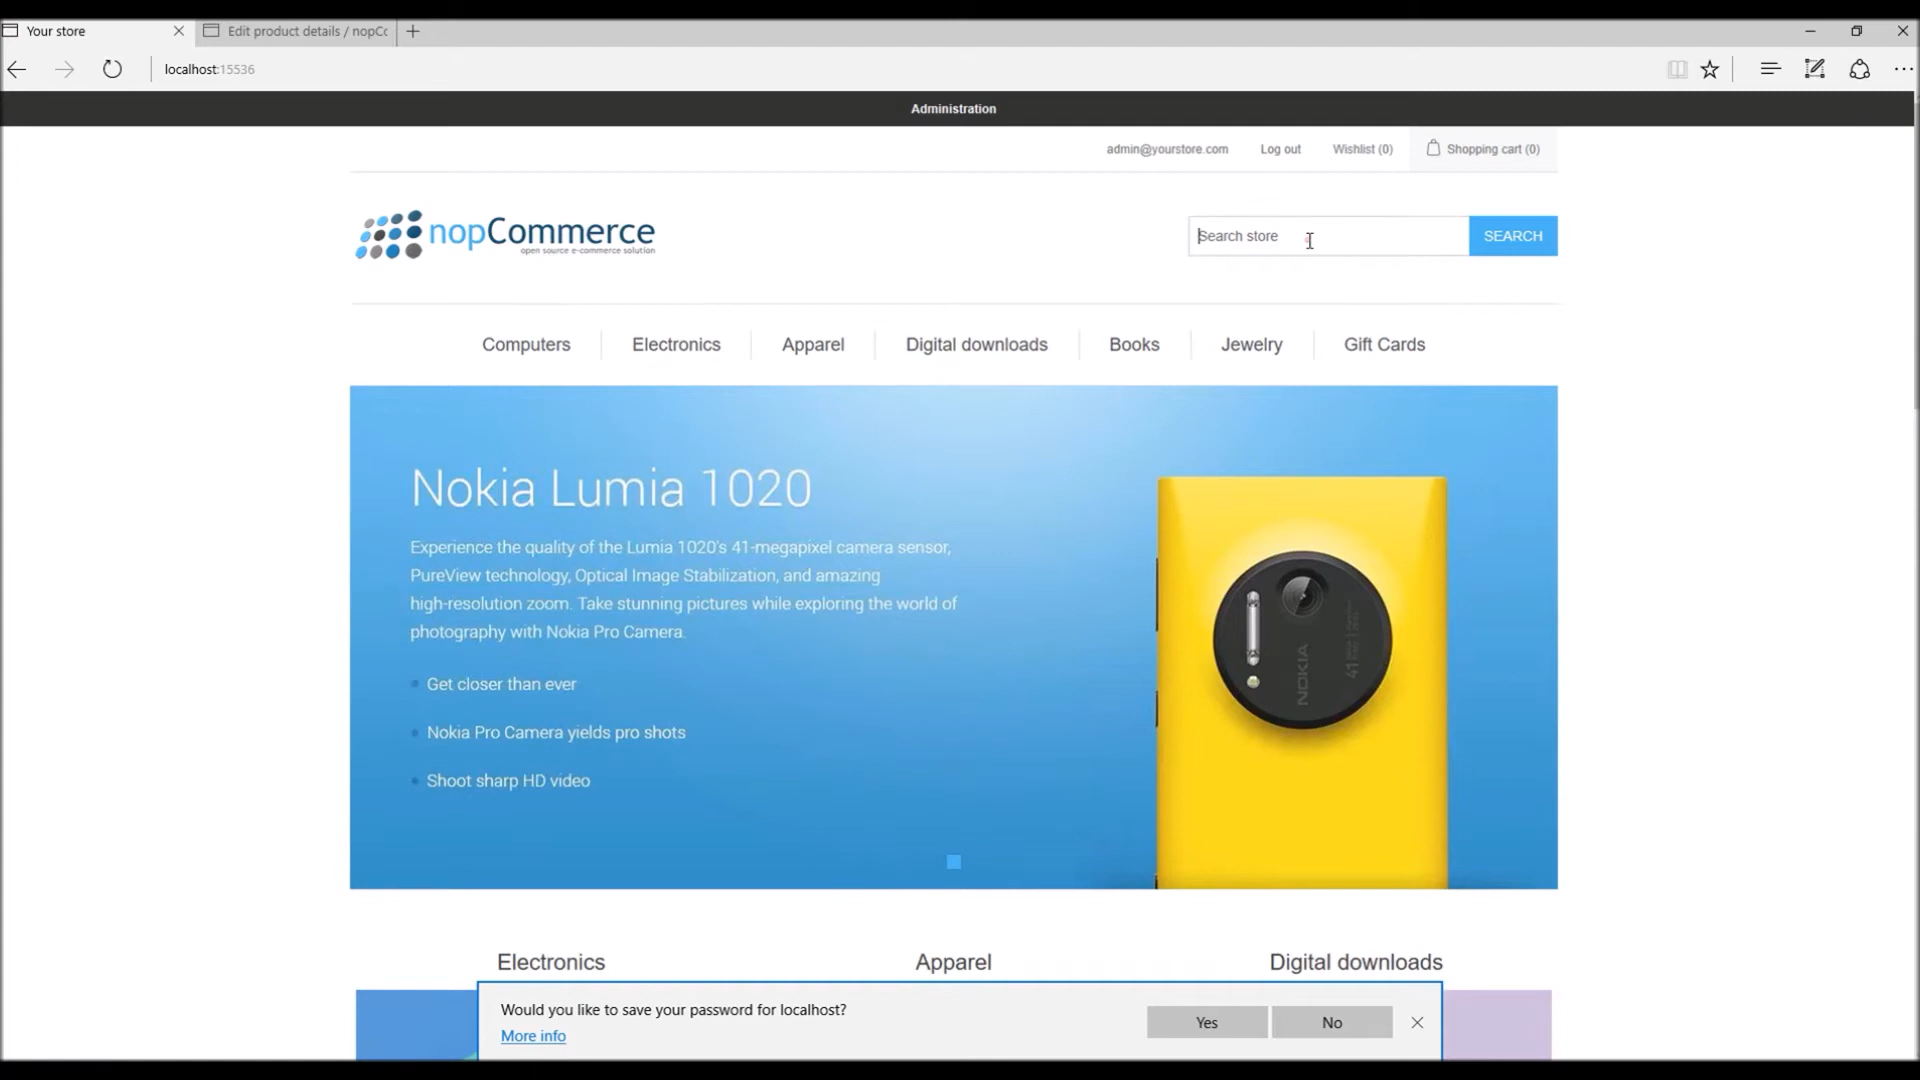 Your store
Edit product details / nopCc
localhost:15536
Administration
admin@yourstore.com Log out Wishlist (0) Shopping cart (0)
nopCommerce
open source e-commerce solution
Search store SEARCH
Computers Electronics Apparel Digital downloads Books Jewelry Gift Cards
Nokia Lumia 1020
Experience the quality of the Lumia 1020's 41-megapixel camera sensor,
PureView technology, Optical Image Stabilization, and amazing
high-resolution zoom. Take stunning pictures while exploring the world of
photography with Nokia Pro Camera.
Get closer than ever
Nokia Pro Camera yields pro shots
Shoot sharp HD video
NOKIA
Electronics Apparel Digital downloads
Would you like to save your password for localhost?
More info
Yes No